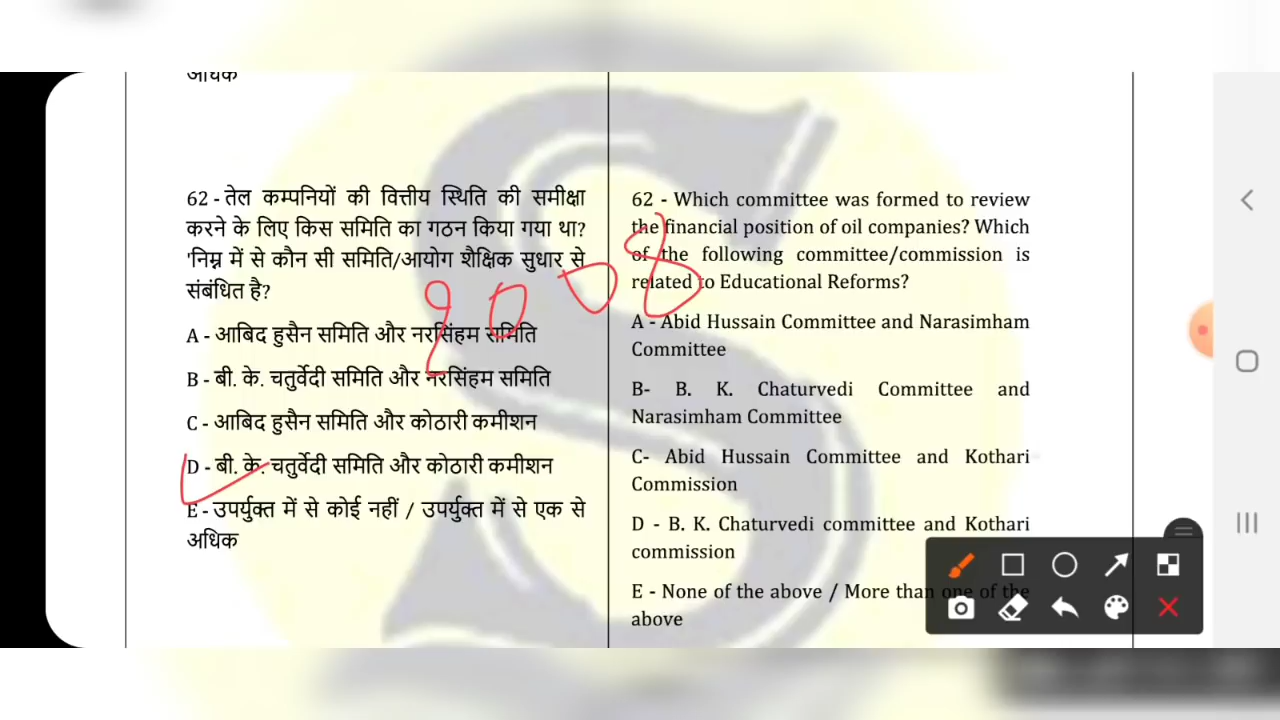 अधिक
62 - तेल कम्पनियों की वित्तीय स्थिति की समीक्षा
करने के लिए किस समिति का गठन किया गया था?
'निम्न में से कौन सी समिति/आयोग शैक्षिक सुधार से
संबंधित है?
A - आबिद हुसैन समिति और नरसिंहम समिति
B - बी. के. चतुर्वेदी समिति और नरसिंहम समिति
C - आबिद हुसैन समिति और कोठारी कमीशन
D - बी. के. चतुर्वेदी समिति और कोठारी कमीशन
E - उपर्युक्त में से कोई नहीं / उपर्युक्त में से एक से
अधिक
62 - Which committee was formed to review
the financial position of oil companies? Which
of the following committee/commission is
related to Educational Reforms?
A - Abid Hussain Committee and Narasimham
Committee
B- B. K. Chaturvedi Committee and
Narasimham Committee
C- Abid Hussain Committee and Kothari
Commission
D - B. K. Chaturvedi committee and Kothari
commission
E - None of the above / More than one of the
above
2008